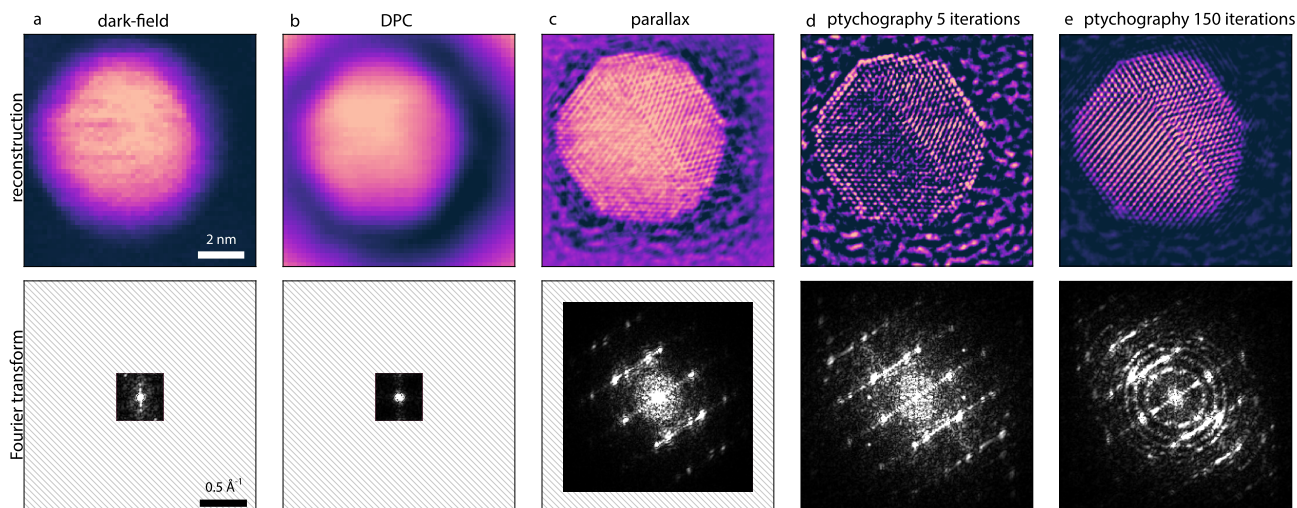 a dark-field
b DPC
c parallax
d ptychography 5 iterations
e ptychography 150 iterations
reconstruction
2 nm
Fourier transform
0.5 Å⁻¹